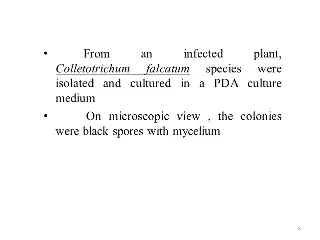 • From an infected plant,
Colletotrichum falcatum species were
isolated and cultured in a PDA culture
medium
• On microscopic view , the colonies
were black spores with mycelium